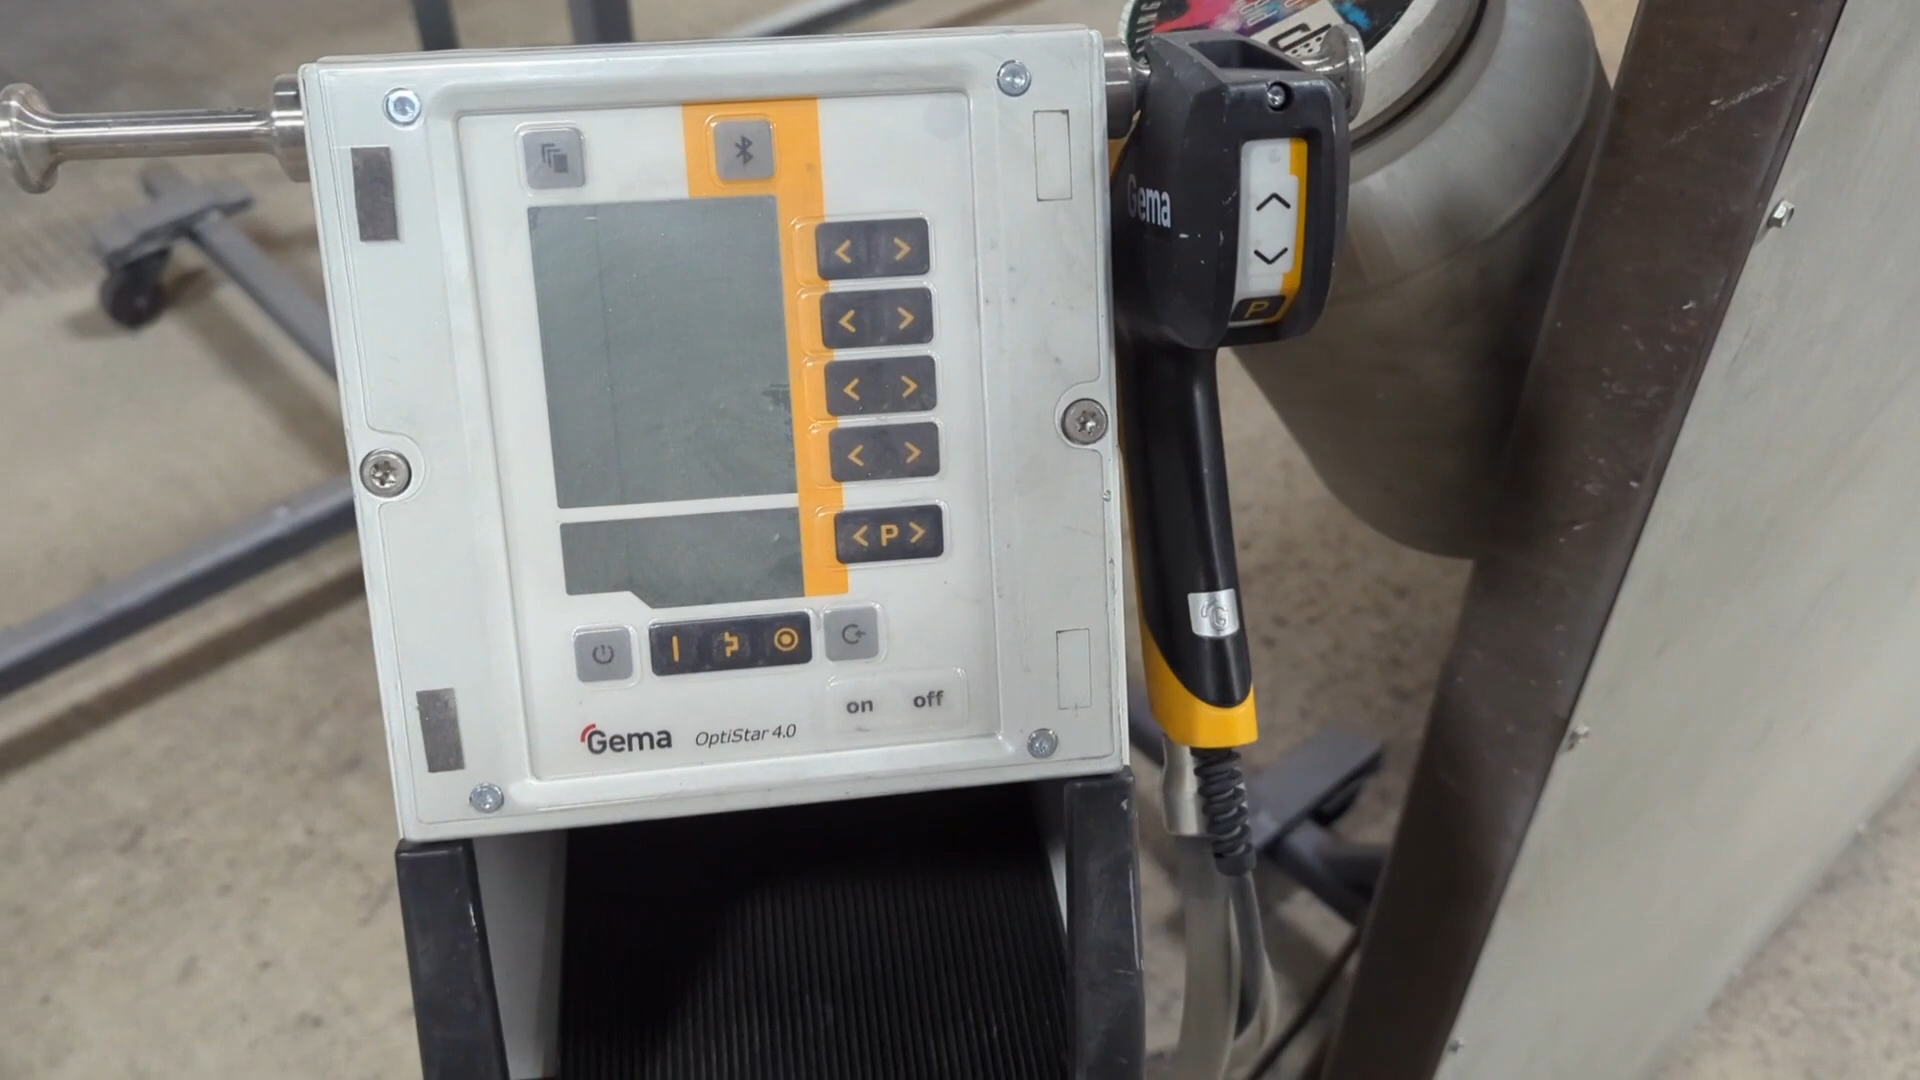 Gema
P
< >
< >
< >
< >
< P >
on off
Gema OptiStar 4.0
G